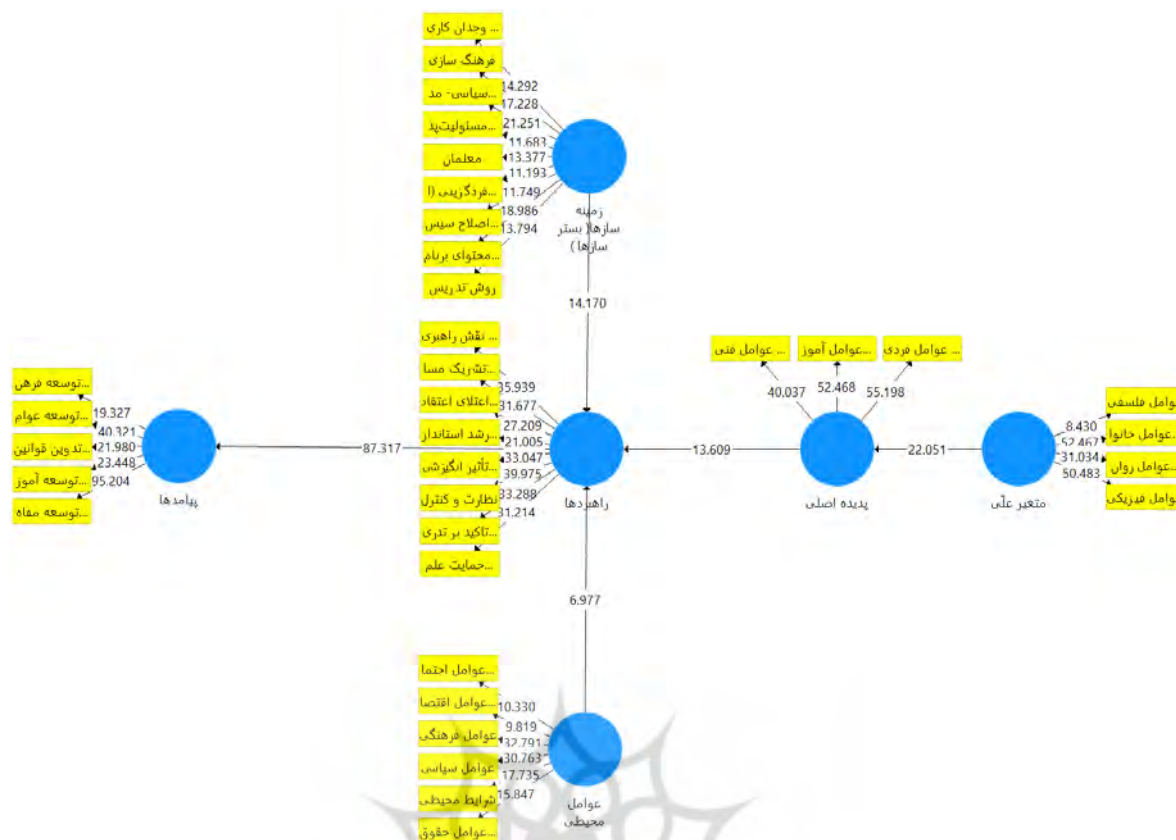 وجدان کاری ...
فرهنگ سازی
سیاسی- مد...
مسئولیت‌پذ...
معلمان
فردگزینی (ا...
اصلاح سیس...
محتوای برنام...
روش تدریس
14.292
17.228
21.251
11.683
13.377
11.193
11.749
18.986
13.794
زمینه
سازها( بستر
سازها )
14.170
نقش راهبری ...
تشریک مسا...
اعتلای اعتقاد...
رشد استاندار...
تأثیر انگیزشی
نظارت و کنترل
تاکید بر تدری...
حمایت علم...
35.939
31.677
27.209
21.005
33.047
39.975
33.288
31.214
راهبردها
عوامل فنی ...
عوامل آموز...
عوامل فردی ...
40.037
52.468
55.198
پدیده اصلی
13.609
22.051
عوامل فلسفی
عوامل خانوا...
عوامل روان...
عوامل فیزیکی
8.430
52.467
31.034
50.483
متغیر علّی
87.317
توسعه فرهن...
توسعه عوام...
تدوین قوانین...
توسعه آموز...
توسعه مفاه...
19.327
40.321
21.980
23.448
95.204
پیامدها
6.977
عوامل اجتما...
عوامل اقتصا...
عوامل فرهنگی
عوامل سیاسی
شرایط محیطی
عوامل حقوق...
10.330
9.819
32.791
30.763
17.735
15.847
عوامل
محیطی